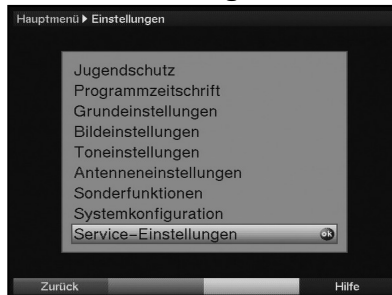 Hauptmenü ▶ Einstellungen
Jugendschutz
Programmzeitschrift
Grundeinstellungen
Bildeinstellungen
Toneinstellungen
Antenneneinstellungen
Sonderfunktionen
Systemkonfiguration
Service-Einstellungen ok
Zurück Hilfe